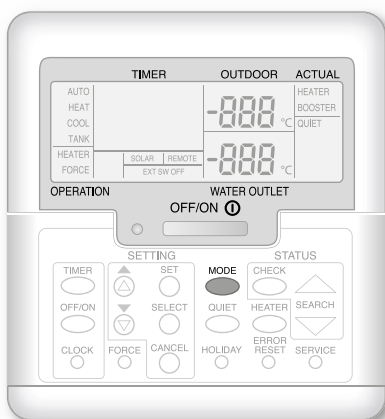 TIMER OUTDOOR ACTUAL
AUTO HEATER
-888 °C
HEAT BOOSTER
COOL QUIET
TANK
HEATER SOLAR REMOTE -888 °C
FORCE EXT SW OFF
OPERATION WATER OUTLET
OFF/ON
SETTING STATUS
TIMER SET MODE CHECK
OFF/ON SELECT QUIET HEATER SEARCH
CLOCK FORCE CANCEL HOLIDAY ERROR RESET SERVICE